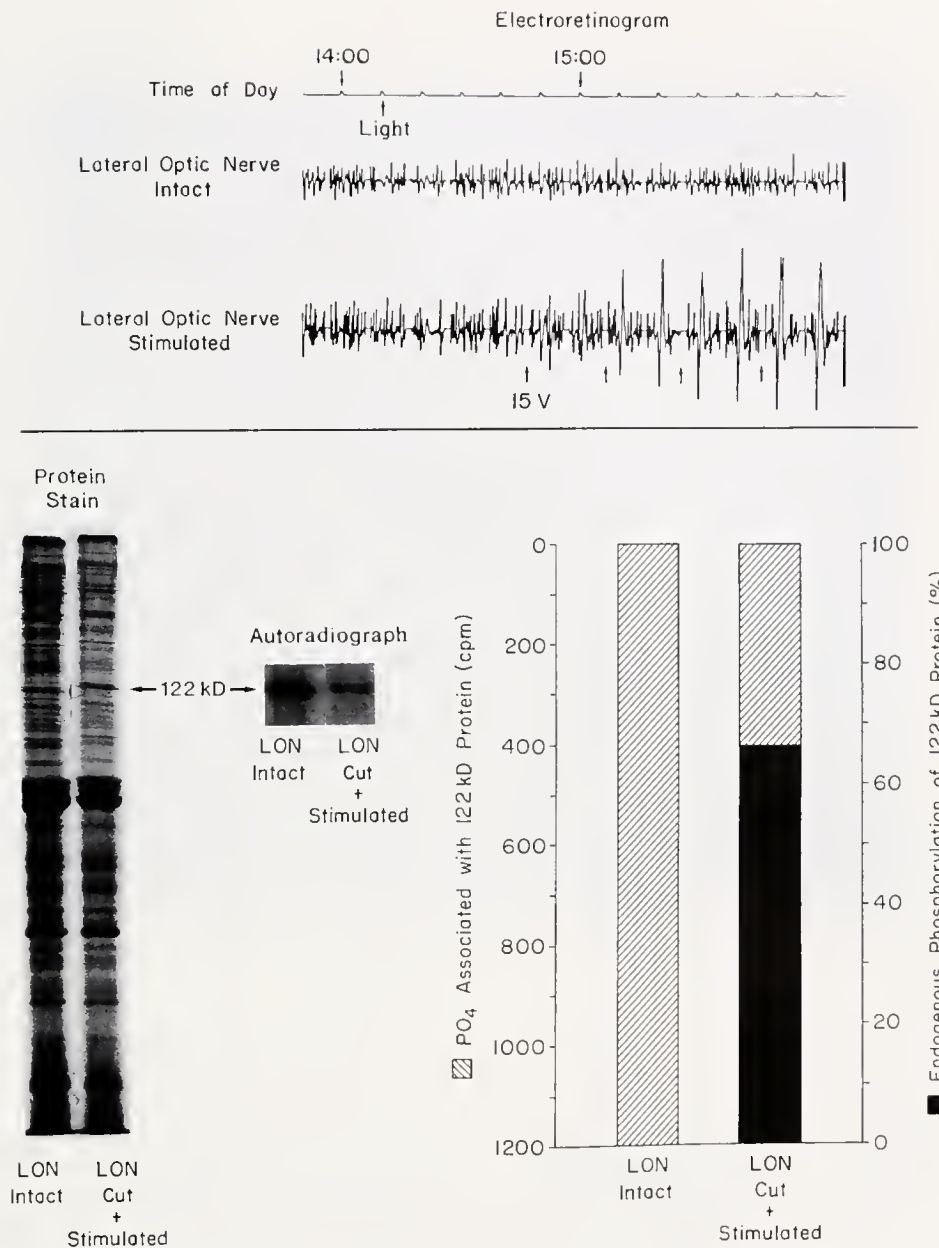 Electroretinogram
14:00 15:00
Time of Day
Light
Lateral Optic Nerve
Intact
Lateral Optic Nerve
Stimulated
15 V
Protein
Stain
122 kD
Autoradiograph
LON
Intact
LON
Cut
+
Stimulated
LON
Intact
LON
Cut
+
Stimulated
PO4 Associated with 122 kD Protein (cpm)
0
200
400
600
800
1000
1200
LON
Intact
LON
Cut
+
Stimulated
100
80
60
40
20
0
Endogenous Phosphorylation of 122 kD Protein (%)